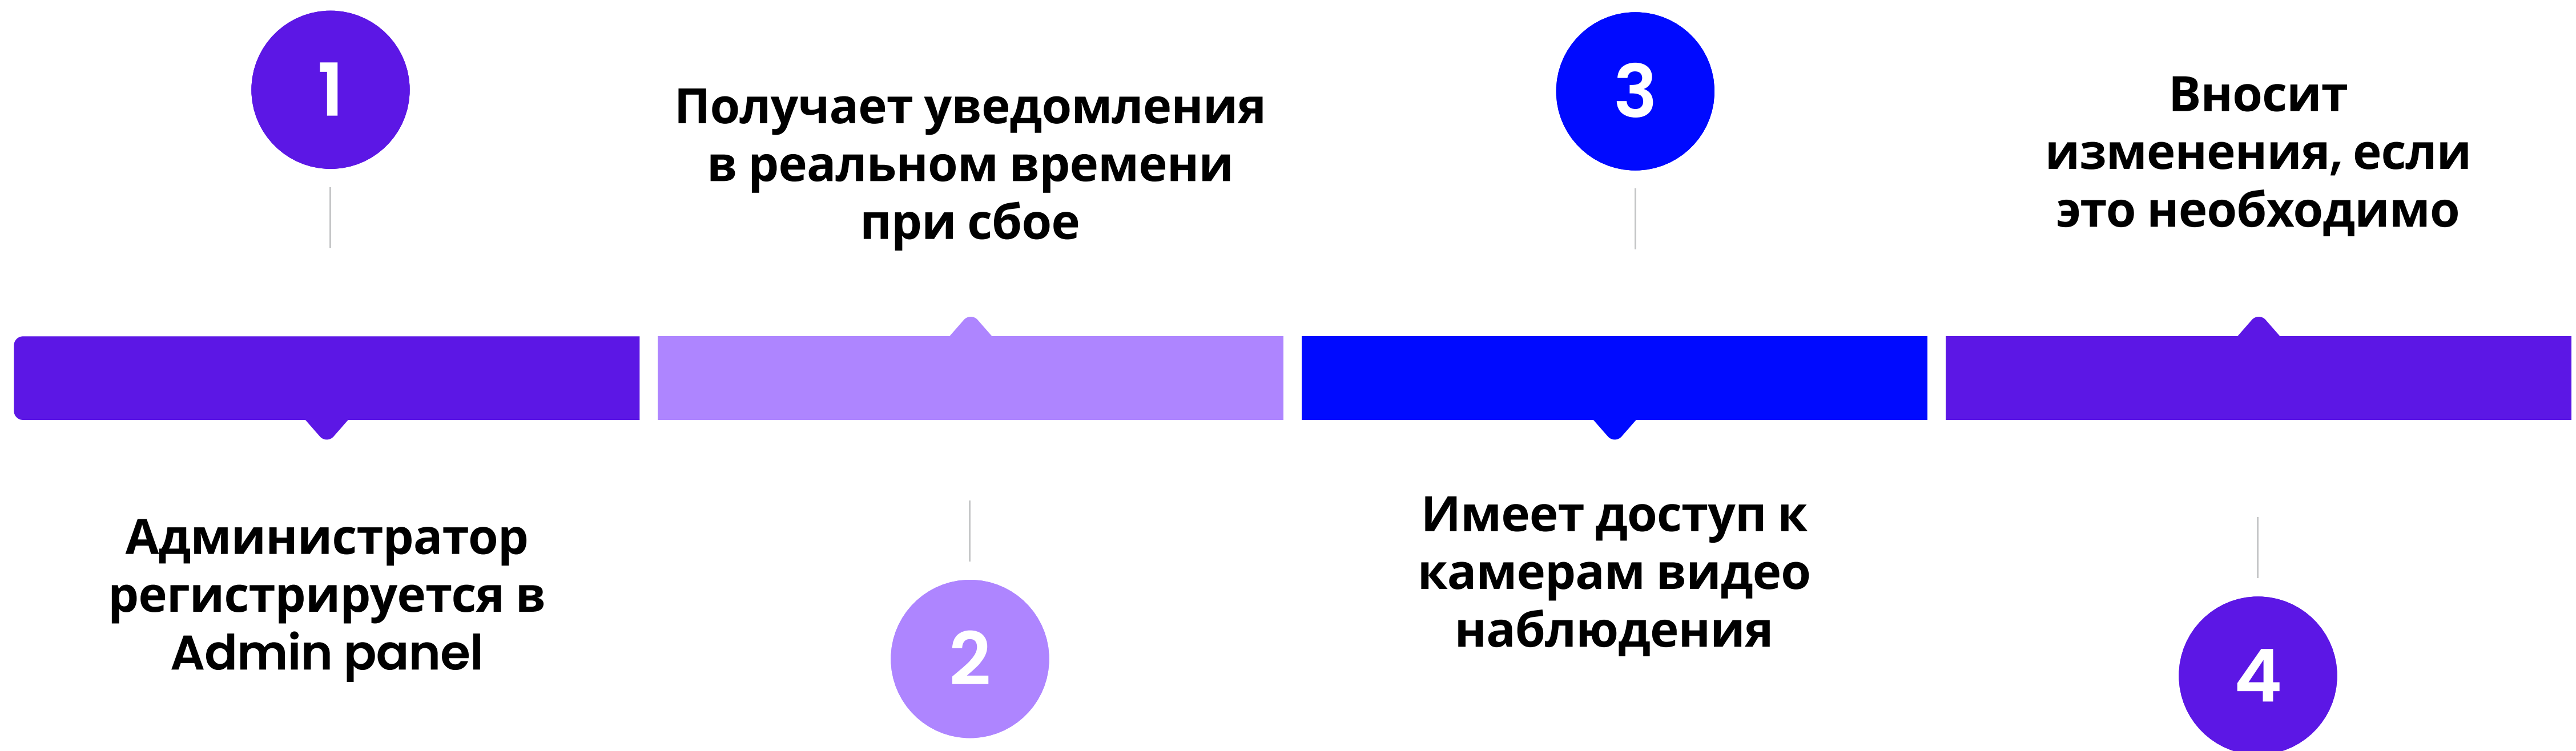 1
Администратор
регистрируется в
Admin panel
Получает уведомления
в реальном времени
при сбое
2
3
Имеет доступ к
камерам видео
наблюдения
Вносит
изменения, если
это необходимо
4